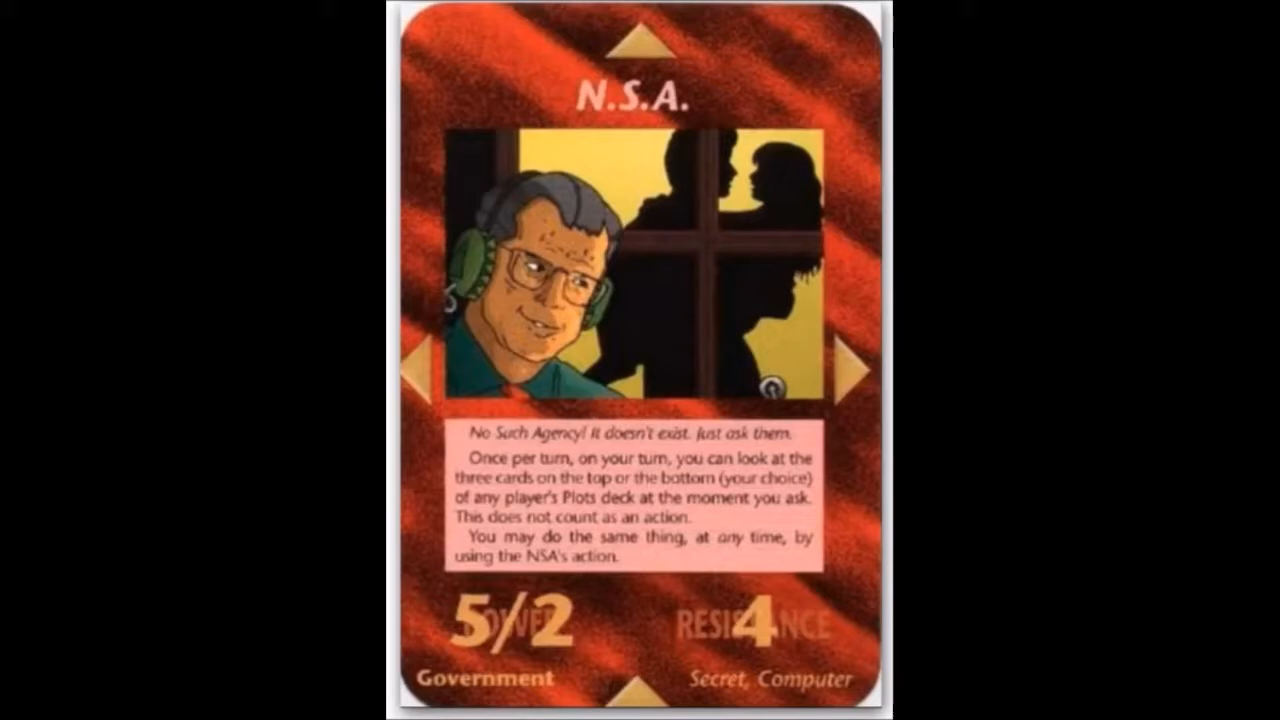 N.S.A.
No Such Agency! It doesn't exist. Just ask them.
Once per turn, on your turn, you can look at the
three cards on the top or the bottom (your choice)
of any player's Plots deck at the moment you ask.
This does not count as an action.
You may do the same thing, at any time, by
using the NSA's action.
POWER 5/2
RESISTANCE 4
Government
Secret, Computer